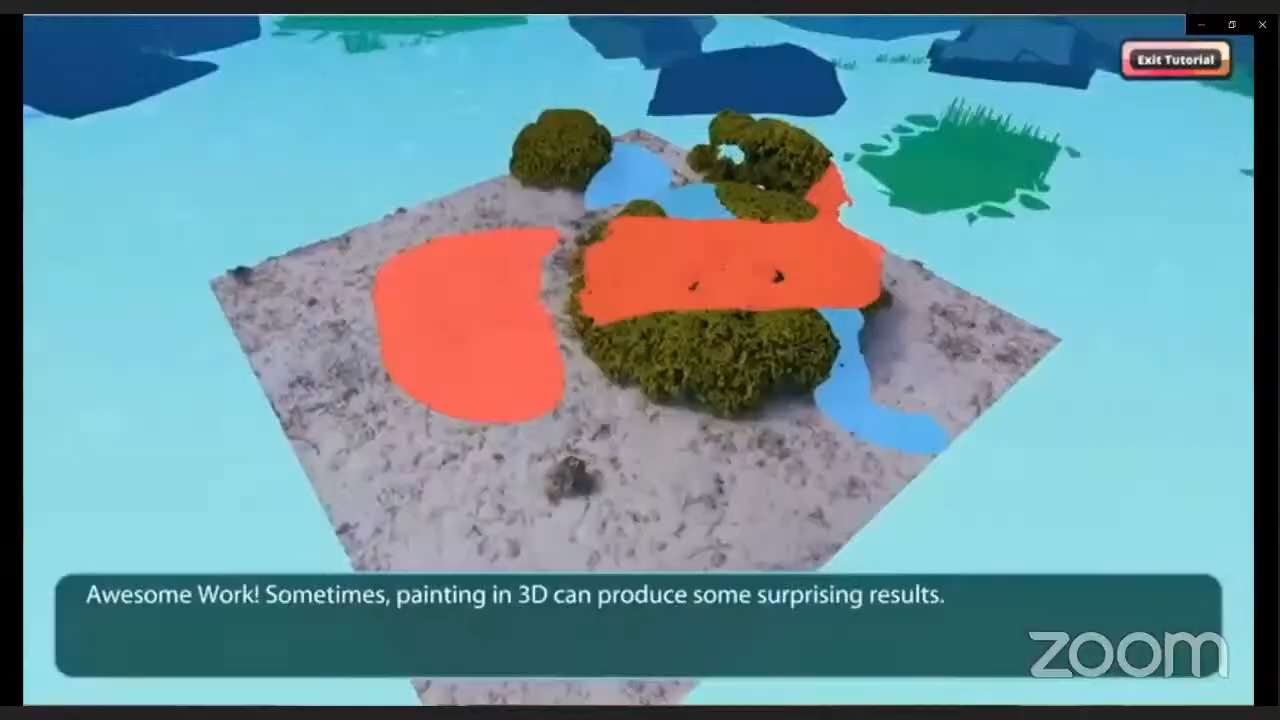 Exit Tutorial
Awesome Work! Sometimes, painting in 3D can produce some surprising results.
zoom